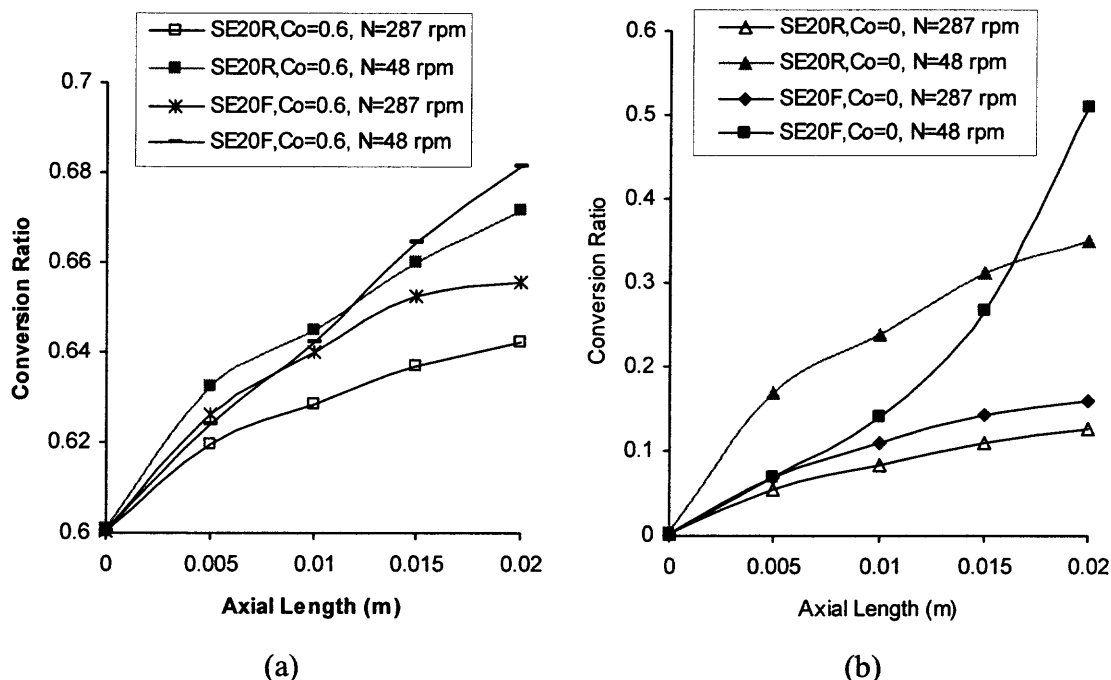 SE20R,Co=0.6, N=287 rpm
SE20R,Co=0.6, N=48 rpm
SE20F,Co=0.6, N=287 rpm
SE20F,Co=0.6, N=48 rpm
0.7
0.68
0.66
0.64
0.62
0.6
Conversion Ratio
0 0.005 0.01 0.015 0.02
Axial Length (m)
(a)
SE20R,Co=0, N=287 rpm
SE20R,Co=0, N=48 rpm
SE20F,Co=0, N=287 rpm
SE20F,Co=0, N=48 rpm
0.6
0.5
0.4
0.3
0.2
0.1
0
Conversion Ratio
0 0.005 0.01 0.015 0.02
Axial Length (m)
(b)